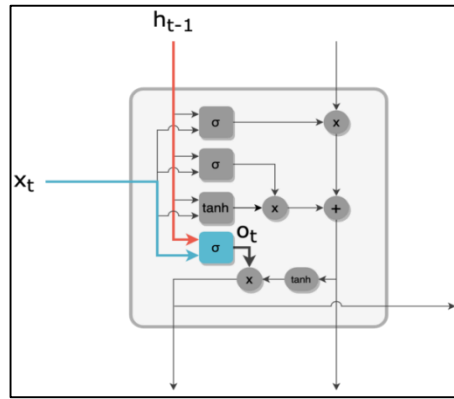 h_{t-1}
σ
x
σ
x_t
tanh
x
+
σ
o_t
x
tanh